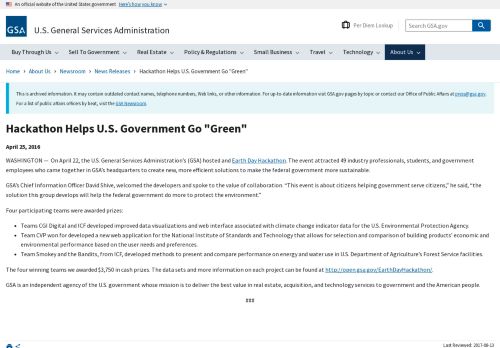 An official website of the United States government Here's how you know
GSA U.S. General Services Administration
Per Diem Lookup
Search GSA.gov
Buy Through Us Sell To Government Real Estate Policy & Regulations Small Business Travel Technology About Us
Home › About Us › Newsroom › News Releases › Hackathon Helps U.S. Government Go "Green"
This is archived information. It may contain outdated contact names, telephone numbers, Web links, or other information. For up-to-date information visit GSA.gov pages by topic or contact our Office of Public Affairs at press@gsa.gov.
For a list of public affairs officers by beat, visit the GSA Newsroom.
Hackathon Helps U.S. Government Go "Green"
April 25, 2016
WASHINGTON — On April 22, the U.S. General Services Administration's (GSA) hosted and Earth Day Hackathon. The event attracted 49 industry professionals, students, and government
employees who came together in GSA's headquarters to create new, more efficient solutions to make the federal government more sustainable.
GSA's Chief Information Officer David Shive, welcomed the developers and spoke to the value of collaboration. "This event is about citizens helping government serve citizens," he said, "the
solution this group develops will help the federal government do more to protect the environment."
Four participating teams were awarded prizes:
• Teams CGI Digital and ICF developed improved data visualizations and web interface associated with climate change indicator data for the U.S. Environmental Protection Agency.
• Team CVP won for developed a new web application for the National Institute of Standards and Technology that allows for selection and comparison of building products' economic and
environmental performance based on the user needs and preferences.
• Team Smokey and the Bandits, from ICF, developed methods to present and compare performance on energy and water use in U.S. Department of Agriculture's Forest Service facilities.
The four winning teams we awarded $3,750 in cash prizes. The data sets and more information on each project can be found at http://open.gsa.gov/EarthDayHackathon/.
GSA is an independent agency of the U.S. government whose mission is to deliver the best value in real estate, acquisition, and technology services to government and the American people.
###
Last Reviewed: 2017-08-13